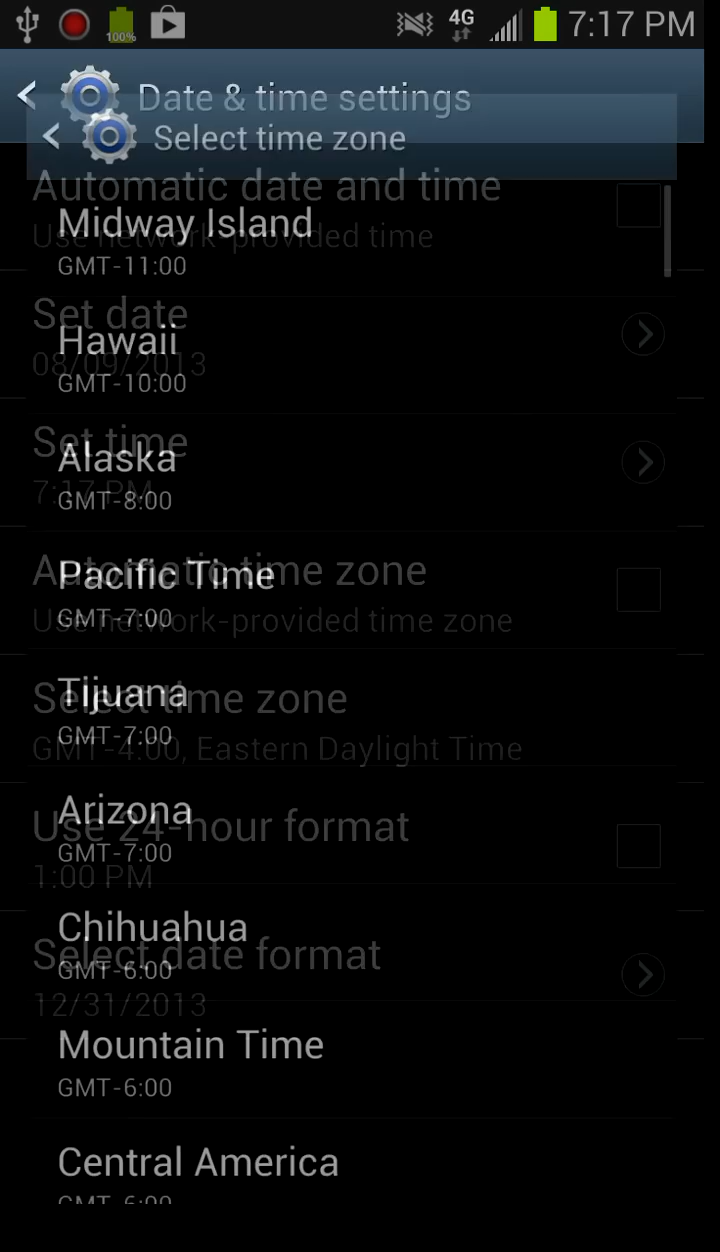 100%
4G
7:17 PM
Date & time settings
Select time zone
Automatic date and time
Use network-provided time
Midway Island
GMT-11:00
Set date
08/09/2013
Hawaii
GMT-10:00
Set time
7:17 PM
Alaska
GMT-8:00
Automatic time zone
Use network-provided time zone
Pacific Time
GMT-7:00
Select time zone
GMT-4:00, Eastern Daylight Time
Tijuana
GMT-7:00
Arizona
GMT-7:00
Use 24-hour format
1:00 PM
Chihuahua
GMT-6:00
Select date format
12/31/2013
Mountain Time
GMT-6:00
Central America
GMT-6:00